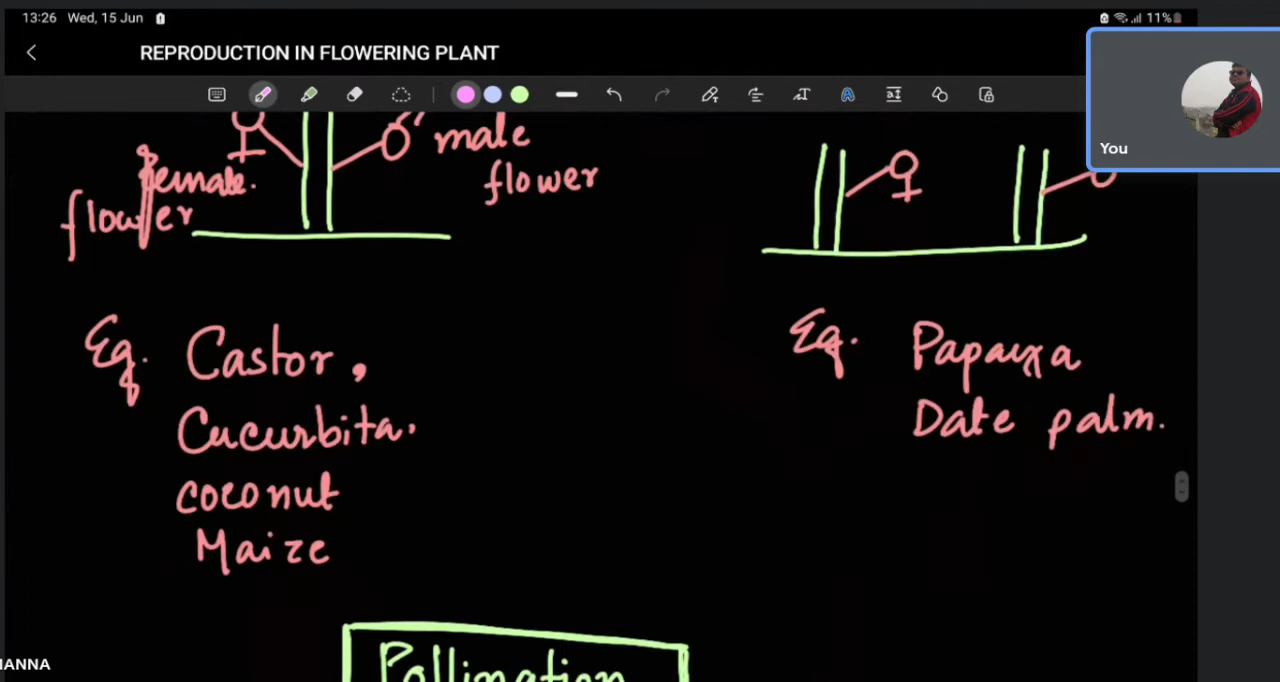 13:26 Wed, 15 Jun
11%
REPRODUCTION IN FLOWERING PLANT
You
male
flower
female.
flower
Eg. Castor,
Cucurbita,
coconut
Maize
Eg. Papaya
Date palm.
Pollination
MANNA